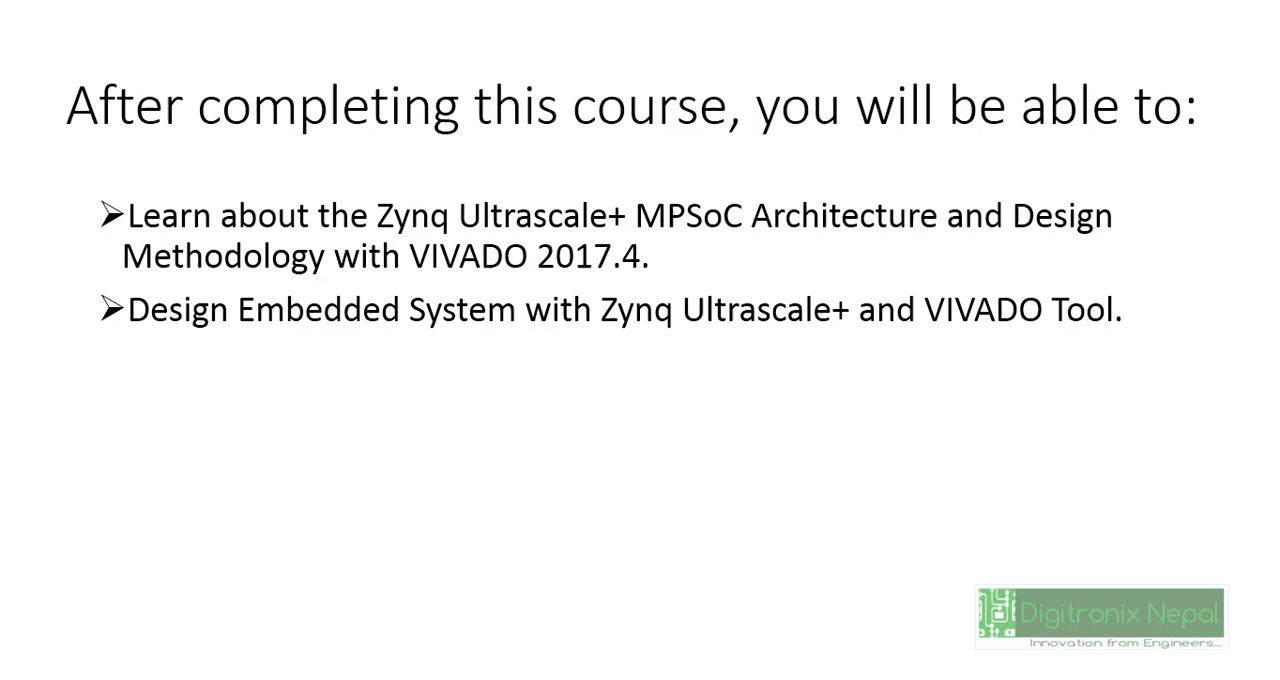 After completing this course, you will be able to:
➢Learn about the Zynq Ultrascale+ MPSoC Architecture and Design
Methodology with VIVADO 2017.4.
➢Design Embedded System with Zynq Ultrascale+ and VIVADO Tool.
Digitronix Nepal
Innovation from Engineers...